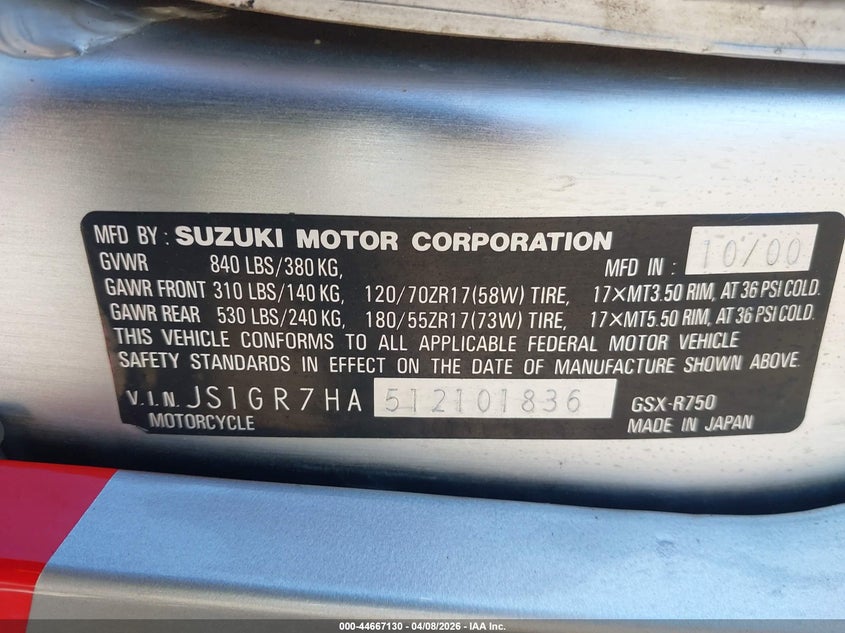 MFD BY : SUZUKI MOTOR CORPORATION
GVWR 840 LBS/380 KG, MFD IN : 10/00
GAWR FRONT 310 LBS/140 KG, 120/70ZR17(58W) TIRE, 17×MT3.50 RIM, AT 36 PSI COLD.
GAWR REAR 530 LBS/240 KG, 180/55ZR17(73W) TIRE, 17×MT5.50 RIM, AT 36 PSI COLD.
THIS VEHICLE CONFORMS TO ALL APPLICABLE FEDERAL MOTOR VEHICLE
SAFETY STANDARDS IN EFFECT ON THE DATE OF MANUFACTURE SHOWN ABOVE.
V.I.N. JS1GR7HA 512101836 GSX-R750
MOTORCYCLE MADE IN JAPAN
000-44667130 - 04/08/2026 - IAA Inc.